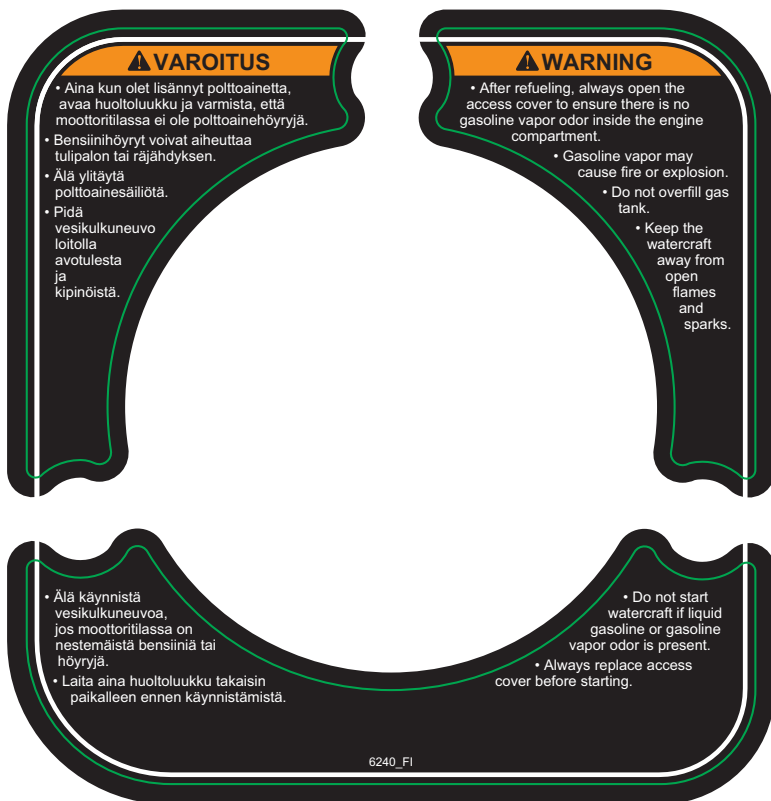 VAROITUS
• Aina kun olet lisännyt polttoainetta,
avaa huoltoluukku ja varmista, että
moottoritilassa ei ole polttoainehöyryjä.
• Bensiinihöyryt voivat aiheuttaa
tulipalon tai räjähdyksen.
• Älä ylitäytä
polttoainesäiliötä.
• Pidä
vesikulkuneuvo
loitolla
avotulesta
ja
kipinöistä.
WARNING
• After refueling, always open the
access cover to ensure there is no
gasoline vapor odor inside the engine
compartment.
• Gasoline vapor may
cause fire or explosion.
• Do not overfill gas
tank.
• Keep the
watercraft
away from
open
flames
and
sparks.
• Älä käynnistä
vesikulkuneuvoa,
jos moottoritilassa on
nestemäistä bensiiniä tai
höyryjä.
• Laita aina huoltoluukku takaisin
paikalleen ennen käynnistämistä.
• Do not start
watercraft if liquid
gasoline or gasoline
vapor odor is present.
• Always replace access
cover before starting.
6240_FI